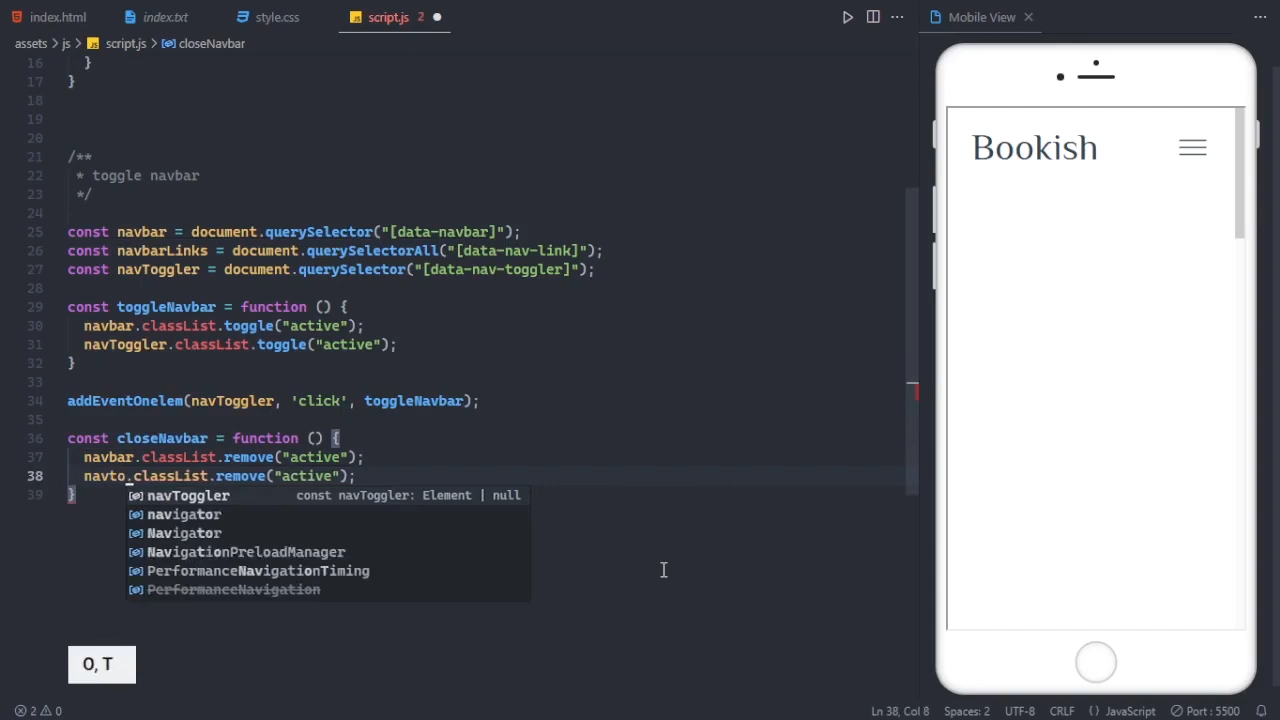 index.html
index.txt
style.css
script.js 2
Mobile View
assets > js > script.js > closeNavbar
16 }
17 }
18
19
20
21 /**
22 * toggle navbar
23 */
24
25 const navbar = document.querySelector("[data-navbar]");
26 const navbarLinks = document.querySelectorAll("[data-nav-link]");
27 const navToggler = document.querySelector("[data-nav-toggler]");
28
29 const toggleNavbar = function () {
30 navbar.classList.toggle("active");
31 navToggler.classList.toggle("active");
32 }
33
34 addEventOnelem(navToggler, 'click', toggleNavbar);
35
36 const closeNavbar = function () {
37 navbar.classList.remove("active");
38 navto.classList.remove("active");
39 }
navToggler const navToggler: Element | null
navigator
Navigator
NavigationPreloadManager
PerformanceNavigationTiming
PerformanceNavigation
O, T
Bookish
2 0
Ln 38, Col 8
Spaces: 2
UTF-8
CRLF
{ } JavaScript
Port : 5500